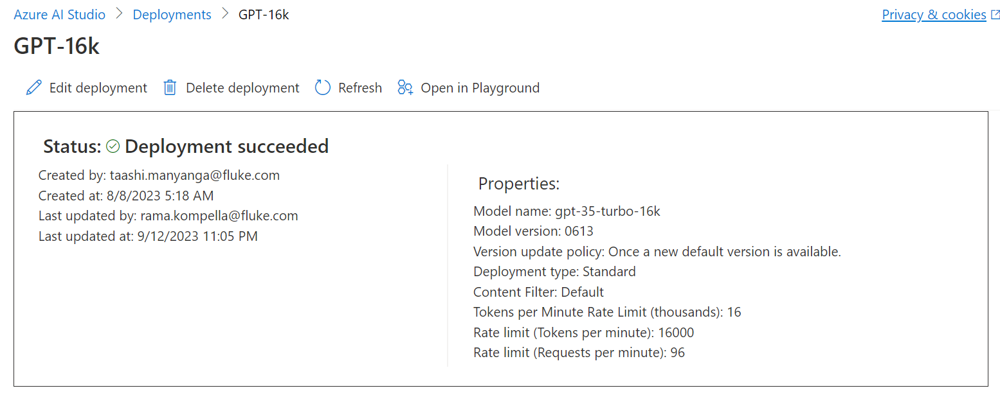 Azure AI Studio > Deployments > GPT-16k
Privacy & cookies
GPT-16k
Edit deployment
Delete deployment
Refresh
Open in Playground
Status: Deployment succeeded
Created by: taashi.manyanga@fluke.com
Created at: 8/8/2023 5:18 AM
Last updated by: rama.kompella@fluke.com
Last updated at: 9/12/2023 11:05 PM
Properties:
Model name: gpt-35-turbo-16k
Model version: 0613
Version update policy: Once a new default version is available.
Deployment type: Standard
Content Filter: Default
Tokens per Minute Rate Limit (thousands): 16
Rate limit (Tokens per minute): 16000
Rate limit (Requests per minute): 96